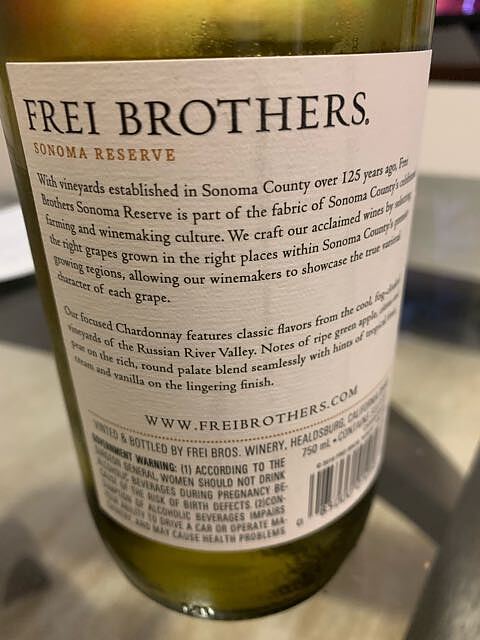 FREI BROTHERS.
SONOMA RESERVE
With vineyards established in Sonoma County over 125 years ago, Frei
Brothers Sonoma Reserve is part of the fabric of Sonoma County's
farming and winemaking culture. We craft our acclaimed wines by selecting
the right grapes grown in the right places within Sonoma County's
growing regions, allowing our winemakers to showcase the true varietal
character of each grape.
Our focused Chardonnay features classic flavors from the cool,
vineyards of the Russian River Valley. Notes of ripe green apple,
pear on the rich, round palate blend seamlessly with hints of tropical
cream and vanilla on the lingering finish.
WWW.FREIBROTHERS.COM
VINTED & BOTTLED BY FREI BROS. WINERY, HEALDSBURG, CALIFORNIA
750 mL •
GOVERNMENT WARNING: (1) ACCORDING TO THE
SURGEON GENERAL, WOMEN SHOULD NOT DRINK
ALCOHOLIC BEVERAGES DURING PREGNANCY BE-
CAUSE OF THE RISK OF BIRTH DEFECTS. (2)CON-
SUMPTION OF ALCOHOLIC BEVERAGES IMPAIRS
YOUR ABILITY TO DRIVE A CAR OR OPERATE MA-
CHINERY, AND MAY CAUSE HEALTH PROBLEMS